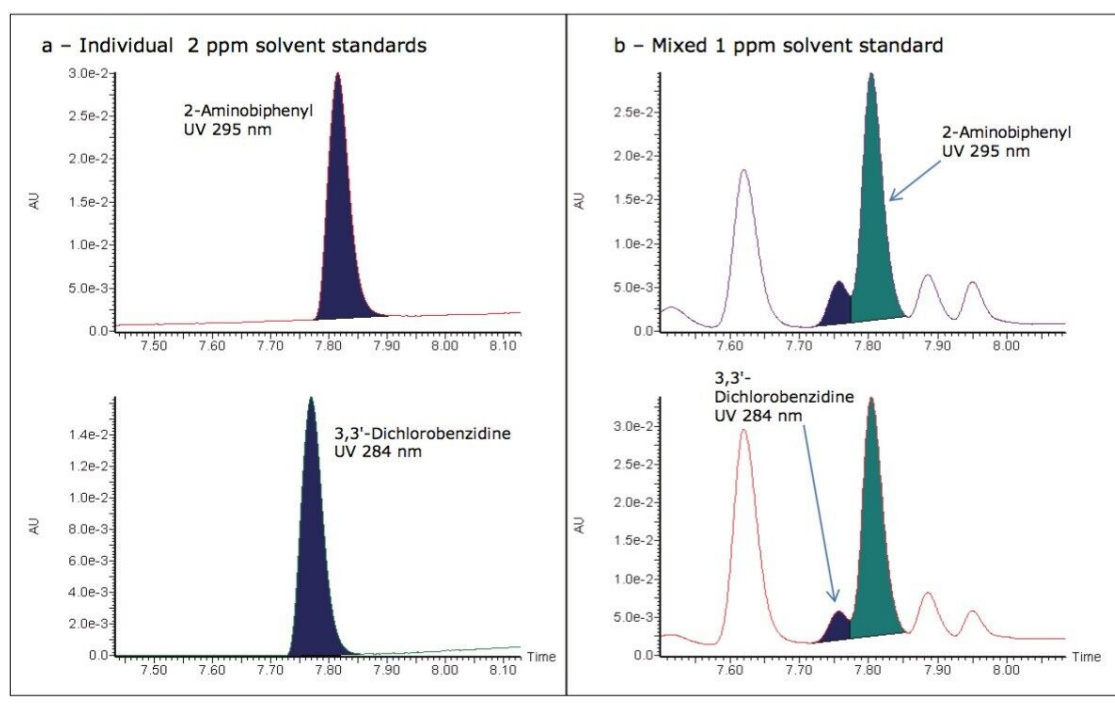 a – Individual 2 ppm solvent standards
3.0e-2
2.5e-2
2.0e-2
1.5e-2
1.0e-2
5.0e-3
0.0
AU
2-Aminobiphenyl
UV 295 nm
7.50 7.60 7.70 7.80 7.90 8.00 8.10
1.4e-2
1.2e-2
1.0e-2
8.0e-3
6.0e-3
4.0e-3
2.0e-3
0.0
AU
3,3'-Dichlorobenzidine
UV 284 nm
Time
7.50 7.60 7.70 7.80 7.90 8.00 8.10
b – Mixed 1 ppm solvent standard
2.5e-2
2.0e-2
1.5e-2
1.0e-2
5.0e-3
0.0
AU
2-Aminobiphenyl
UV 295 nm
7.60 7.70 7.80 7.90 8.00
3,3'-
Dichlorobenzidine
UV 284 nm
3.0e-2
2.5e-2
2.0e-2
1.5e-2
1.0e-2
5.0e-3
0.0
AU
Time
7.60 7.70 7.80 7.90 8.00